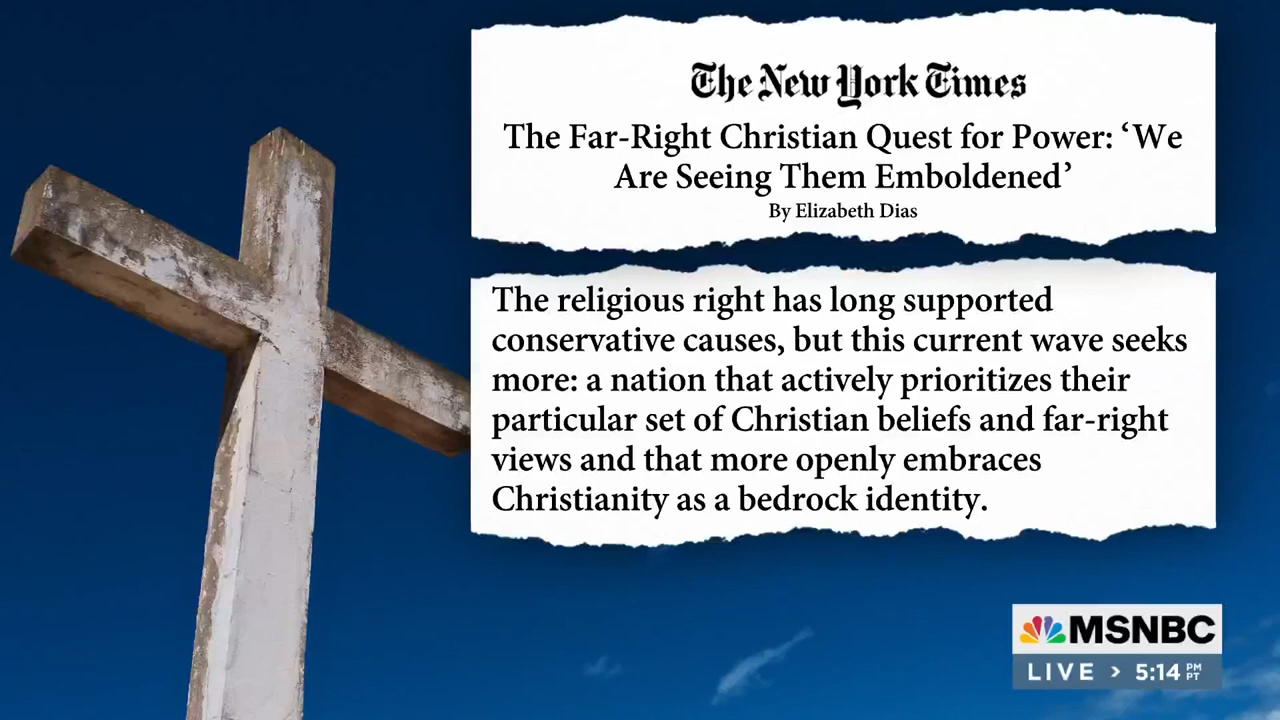 The New York Times
The Far-Right Christian Quest for Power: ‘We
Are Seeing Them Emboldened’
By Elizabeth Dias
The religious right has long supported
conservative causes, but this current wave seeks
more: a nation that actively prioritizes their
particular set of Christian beliefs and far-right
views and that more openly embraces
Christianity as a bedrock identity.
MSNBC
LIVE > 5:14 PM PT